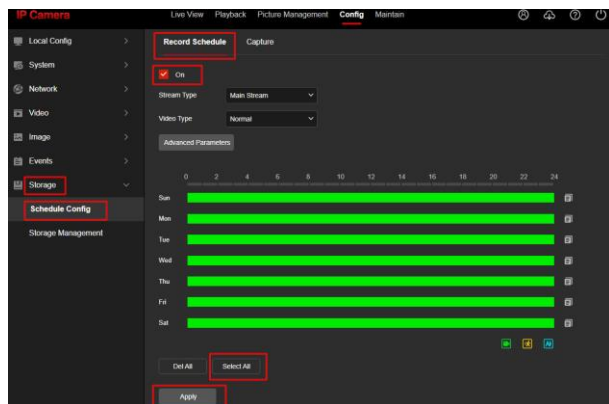 IP Camera
Live View Playback Picture Management Config Maintain
Local Config
System
Network
Video
Image
Events
Storage
Schedule Config
Storage Management
Record Schedule Capture
On
Stream Type Main Stream
Video Type Normal
Advanced Parameters
0 2 4 6 8 10 12 14 16 18 20 22 24
Sun
Mon
Tue
Wed
Thu
Fri
Sat
Del All Select All
Apply